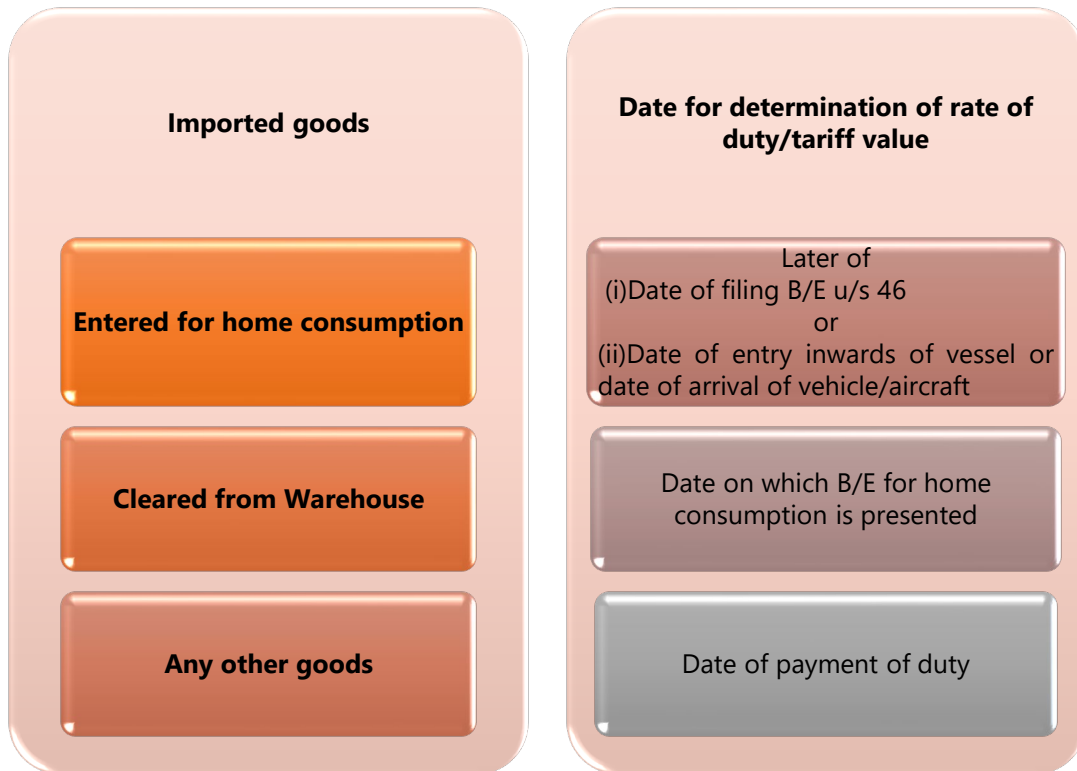 Imported goods
Date for determination of rate of
duty/tariff value
Entered for home consumption
Later of
(i)Date of filing B/E u/s 46
or
(ii)Date of entry inwards of vessel or
date of arrival of vehicle/aircraft
Cleared from Warehouse
Date on which B/E for home
consumption is presented
Any other goods
Date of payment of duty